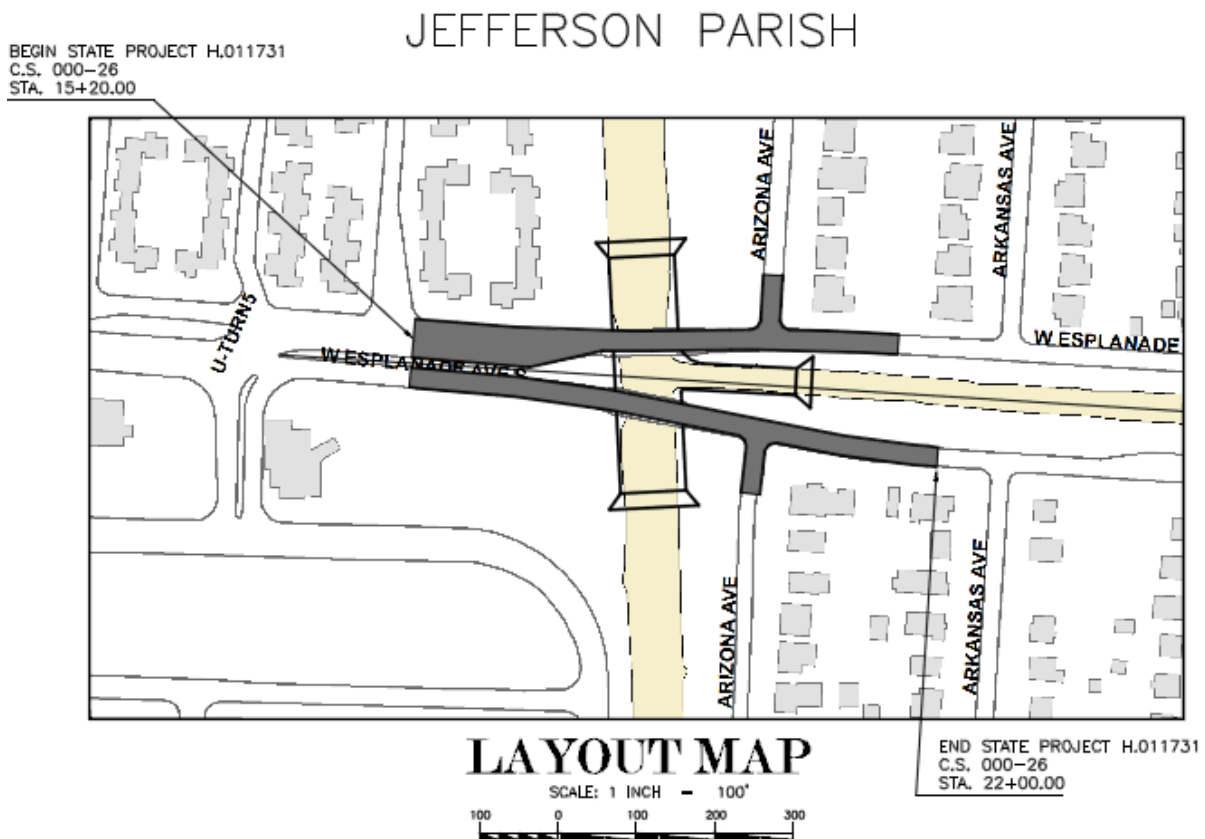 JEFFERSON PARISH
BEGIN STATE PROJECT H.011731
C.S. 000-26
STA. 15+20.00
ARIZONA AVE
ARKANSAS AVE
U-TURN5
W ESPLANADE AVE S
W ESPLANADE
ARIZONA AVE
ARKANSAS AVE
LAYOUT MAP
SCALE: 1 INCH - 100'
100 0 100 200 300
END STATE PROJECT H.011731
C.S. 000-26
STA. 22+00.00